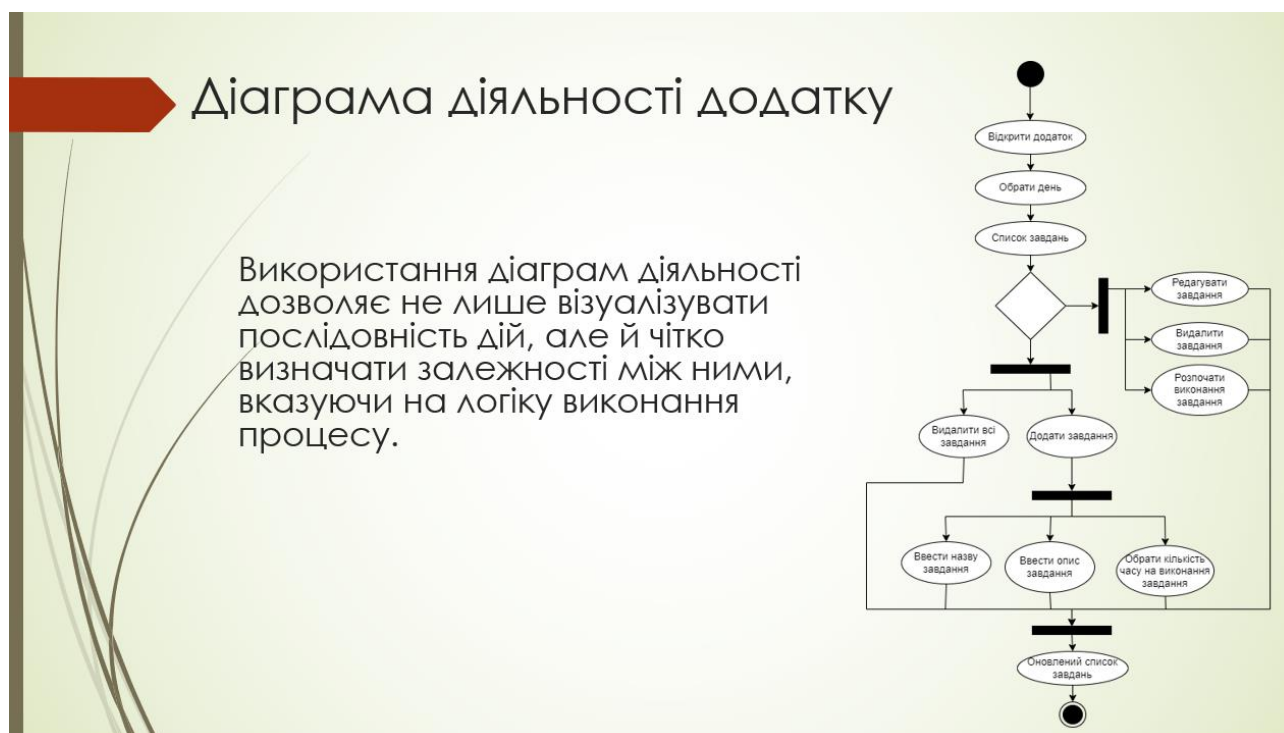 Діаграма діяльності додатку
Використання діаграм діяльності
дозволяє не лише візуалізувати
послідовність дій, але й чітко
визначати залежності між ними,
вказуючи на логіку виконання
процесу.
Відкрити додаток
Обрати день
Список завдань
Редагувати
завдання
Видалити
завдання
Розпочати
виконання
завдання
Видалити всі
завдання
Додати завдання
Ввести назву
завдання
Ввести опис
завдання
Обрати кількість
часу на виконання
завдання
Оновлений список
завдань